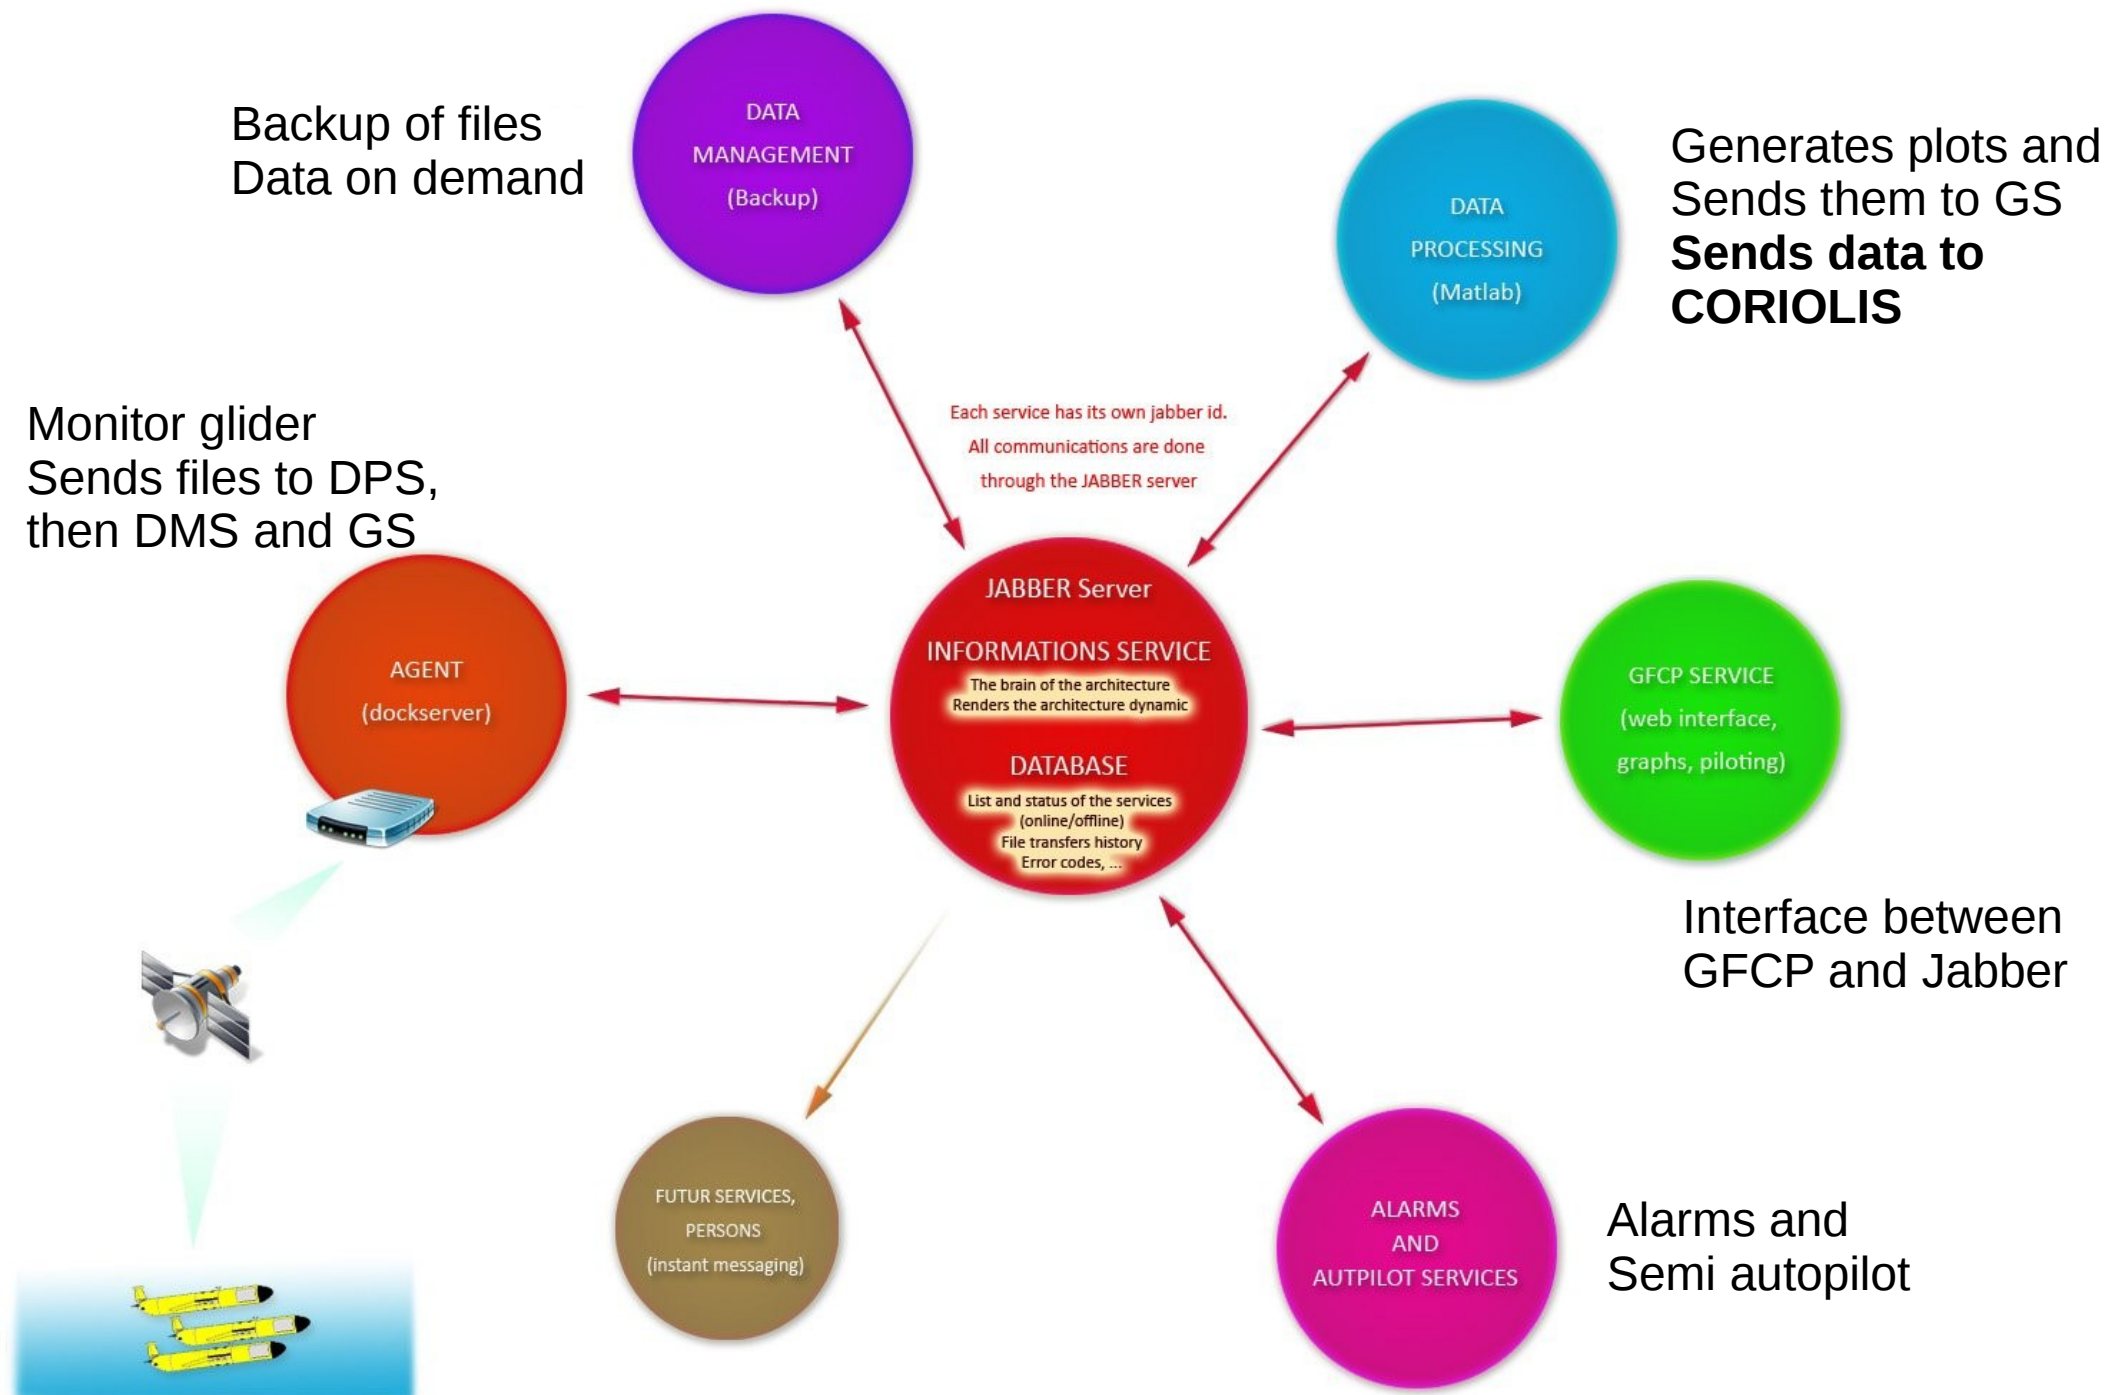 Backup of files
Data on demand
DATA
MANAGEMENT
(Backup)
DATA
PROCESSING
(Matlab)
Generates plots and
Sends them to GS
Sends data to
CORIOLIS
Each service has its own jabber id.
All communications are done
through the JABBER server
Monitor glider
Sends files to DPS,
then DMS and GS
AGENT
(dockserver)
JABBER Server
INFORMATIONS SERVICE
The brain of the architecture
Renders the architecture dynamic
DATABASE
List and status of the services
(online/offline)
File transfers history
Error codes, ...
GFCP SERVICE
(web interface,
graphs, piloting)
Interface between
GFCP and Jabber
FUTUR SERVICES,
PERSONS
(instant messaging)
ALARMS
AND
AUTPILOT SERVICES
Alarms and
Semi autopilot